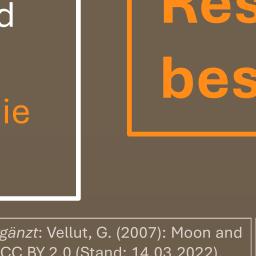 d
ie
Res
bes
gänzt: Vellut, G. (2007): Moon and
CC BY 2.0 (Stand: 14.03.2022)